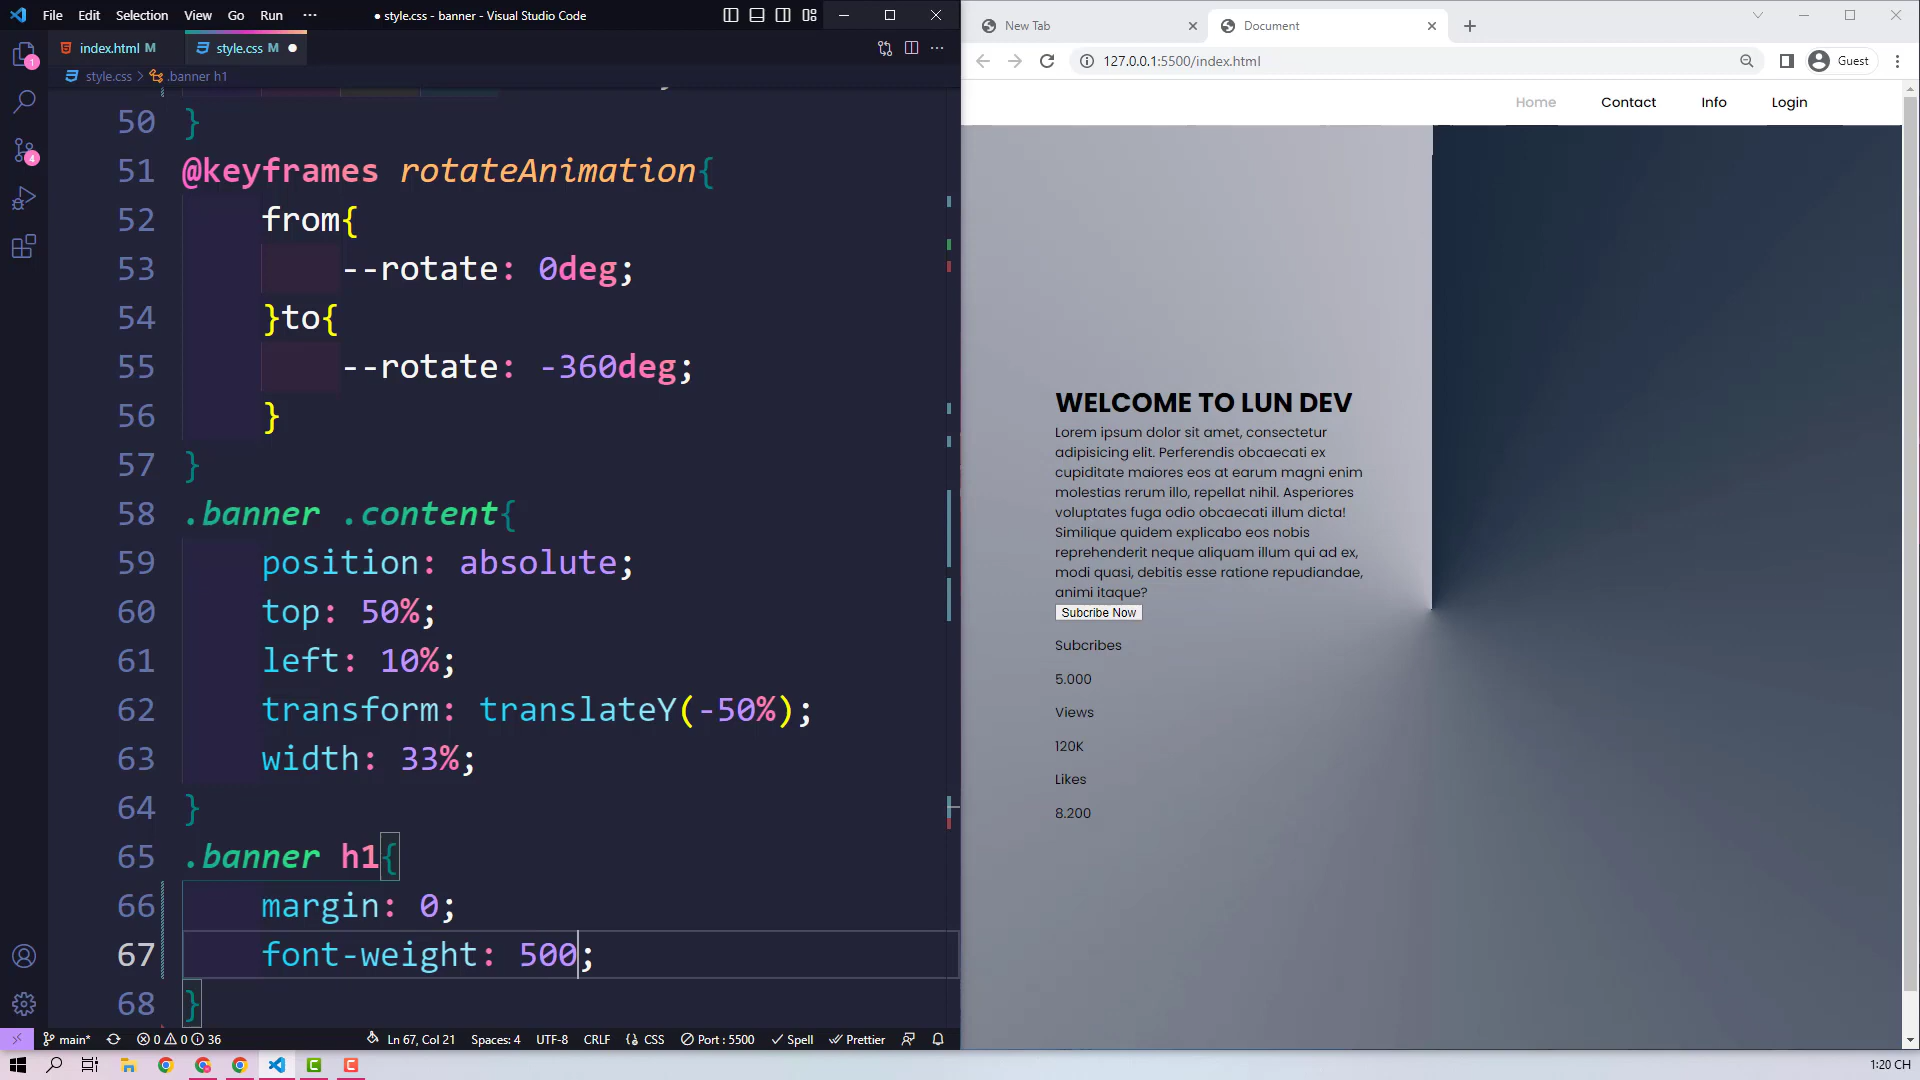 File Edit Selection View Go Run ··· ● style.css - banner - Visual Studio Code
index.html M style.css M ●
style.css > .banner h1
50 }
51 @keyframes rotateAnimation{
52 from{
53 --rotate: 0deg;
54 }to{
55 --rotate: -360deg;
56 }
57 }
58 .banner .content{
59 position: absolute;
60 top: 50%;
61 left: 10%;
62 transform: translateY(-50%);
63 width: 33%;
64 }
65 .banner h1{
66 margin: 0;
67 font-weight: 500;
68 }
1
4
main* 0 0 36 Ln 67, Col 21 Spaces: 4 UTF-8 CRLF {} CSS Port : 5500 Spell Prettier
New Tab Document
127.0.0.1:5500/index.html Guest
Home Contact Info Login
WELCOME TO LUN DEV
Lorem ipsum dolor sit amet, consectetur
adipisicing elit. Perferendis obcaecati ex
cupiditate maiores eos at earum magni enim
molestias rerum illo, repellat nihil. Asperiores
voluptates fuga odio obcaecati illum dicta!
Similique quidem explicabo eos nobis
reprehenderit neque aliquam illum qui ad ex,
modi quasi, debitis esse ratione repudiandae,
animi itaque?
Subcribe Now
Subcribes
5.000
Views
120K
Likes
8.200
1:20 CH